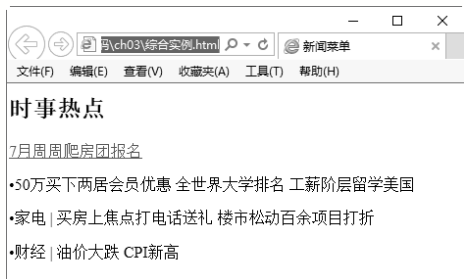 码\ch03\综合实例.html
新闻菜单
文件(F) 编辑(E) 查看(V) 收藏夹(A) 工具(T) 帮助(H)
时事热点
7月周周爬房团报名
•50万买下两居会员优惠 全世界大学排名 工薪阶层留学美国
•家电 | 买房上焦点打电话送礼 楼市松动百余项目打折
•财经 | 油价大跌 CPI新高